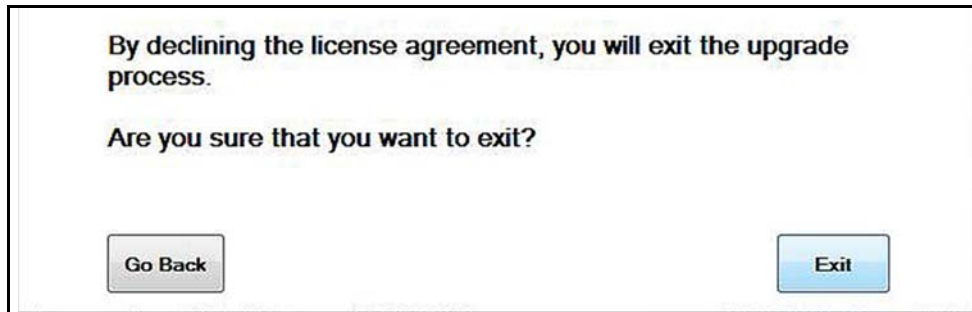 By declining the license agreement, you will exit the upgrade
process.
Are you sure that you want to exit?
Go Back
Exit